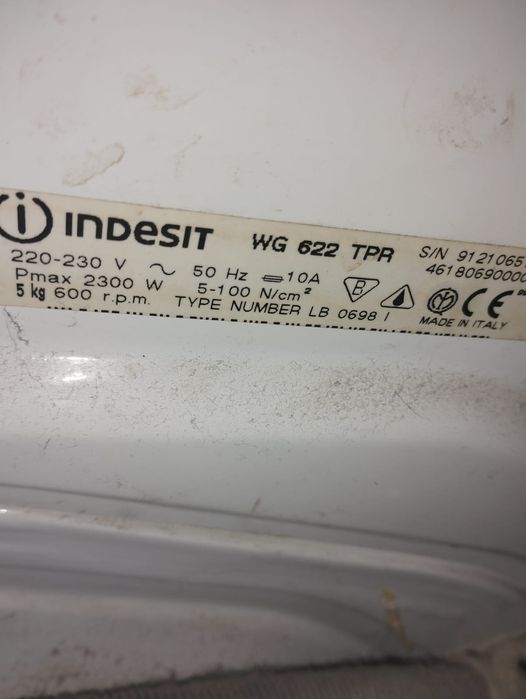 INDESIT WG 622 TPR S/N 9121065
220-230 V ~ 50 Hz 10A 4618069000
Pmax 2300 W 5-100 N/cm² B CE
5 kg 600 r.p.m. TYPE NUMBER LB 0698 I MADE IN ITALY